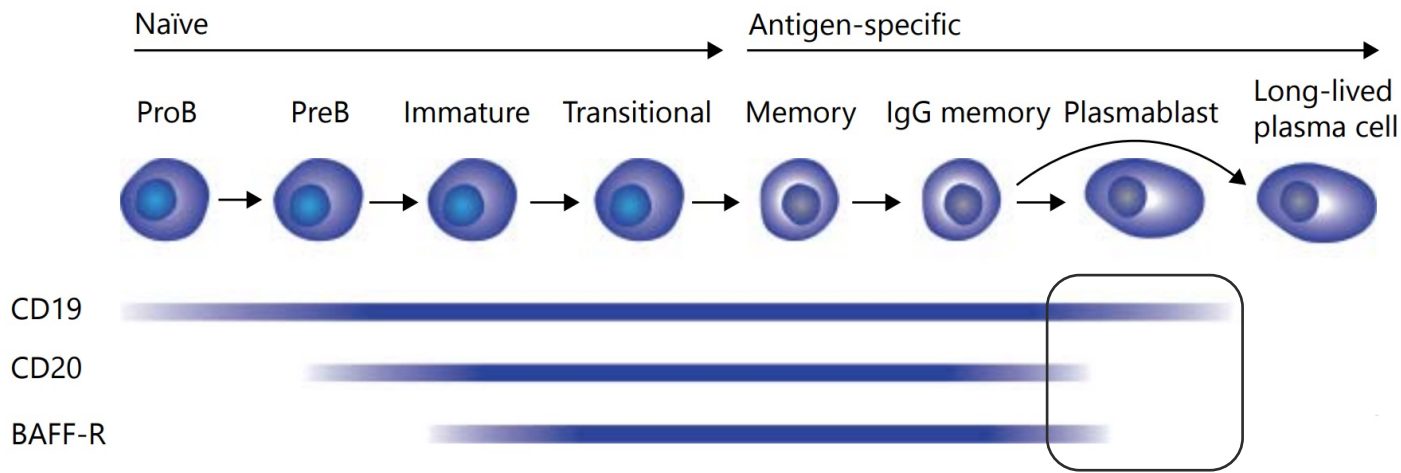 Naïve
Antigen-specific
ProB
PreB
Immature
Transitional
Memory
IgG memory
Plasmablast
Long-lived
plasma cell
CD19
CD20
BAFF-R